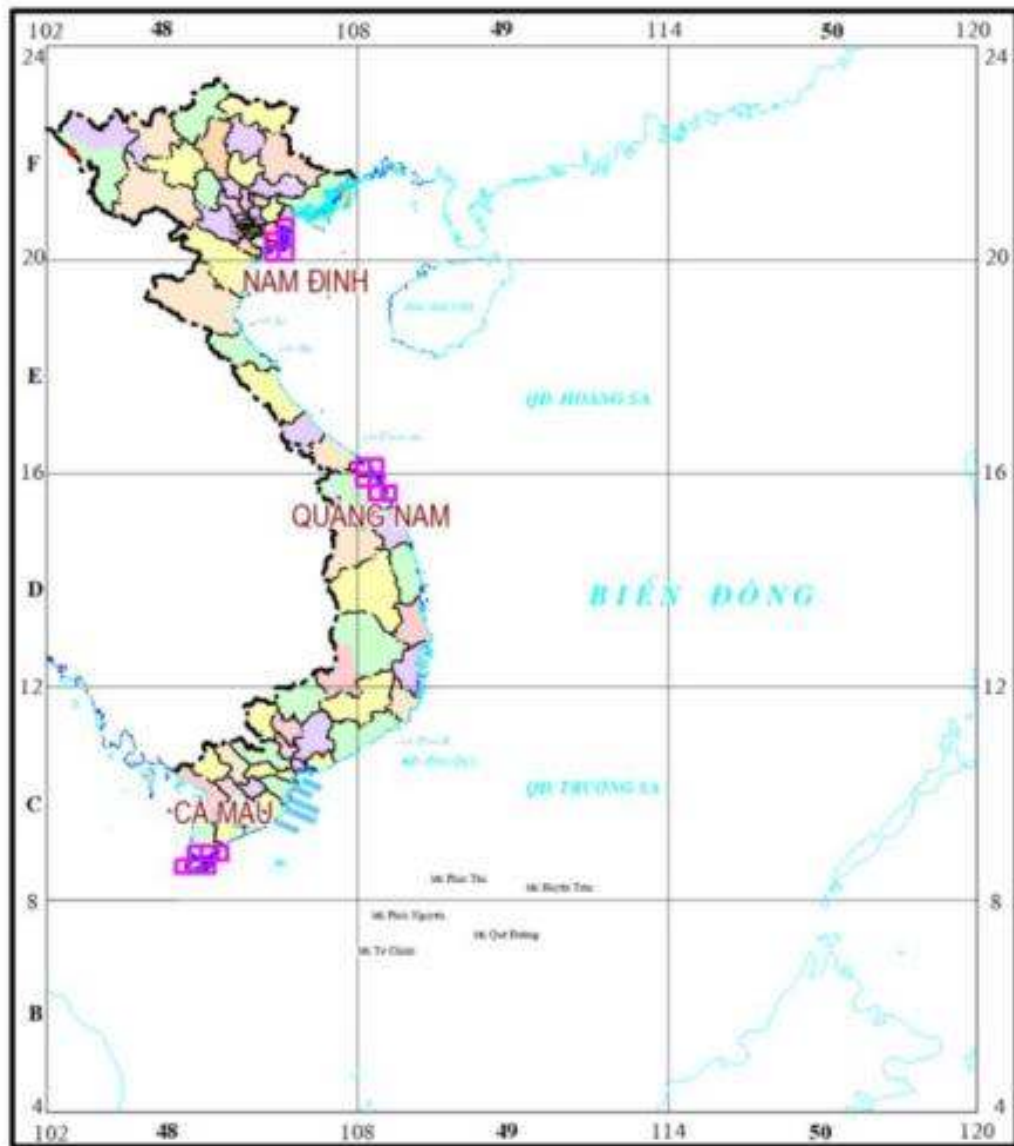 102 48 108 49 114 50 120
24 24
F
20 20
NAM ĐỊNH
E
QĐ. HOÀNG SA
16 16
QUẢNG NAM
D
BIỂN ĐÔNG
12 12
QĐ. TRƯỜNG SA
C
CÀ MAU
8 8
B
4 4
102 48 108 49 114 50 120